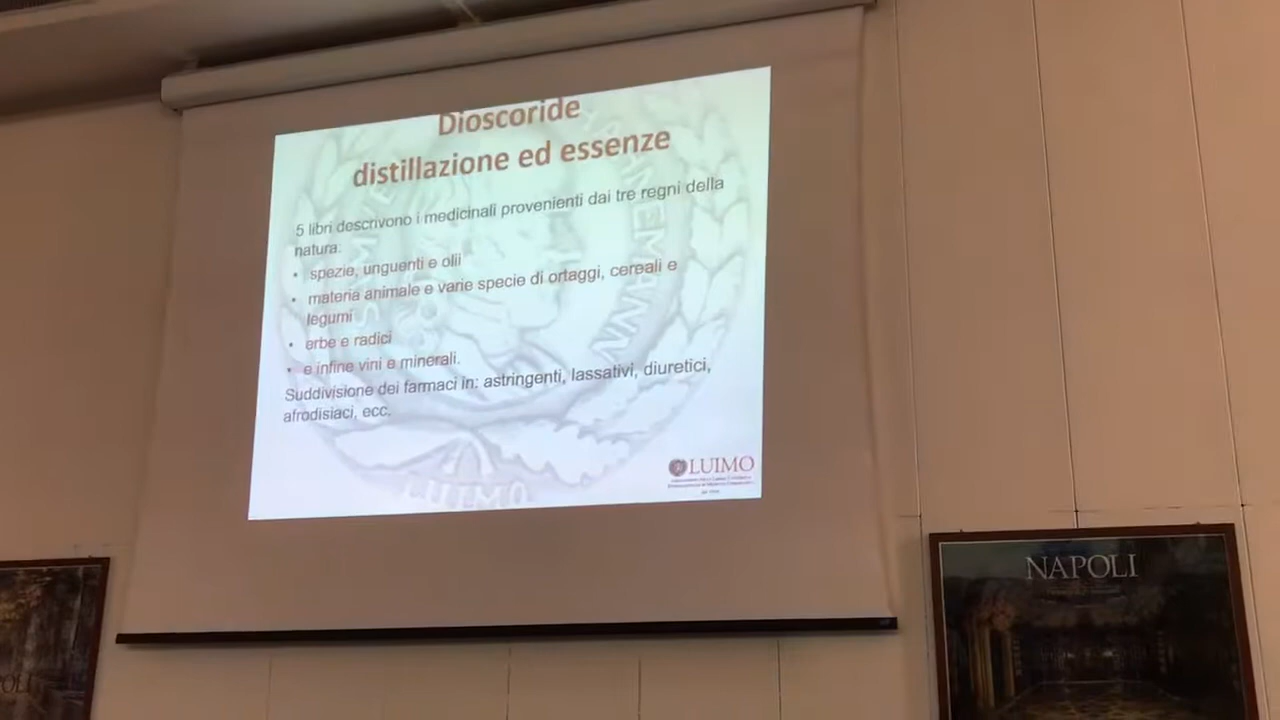 Dioscoride
distillazione ed essenze
5 libri descrivono i medicinali provenienti dai tre regni della
natura:
• spezie, unguenti e olii
• materia animale e varie specie di ortaggi, cereali e
legumi
• erbe e radici
• e infine vini e minerali.
Suddivisione dei farmaci in: astringenti, lassativi, diuretici,
afrodisiaci, ecc.
HAHNEMANN
LUIMO
LUIMO
NAPOLI